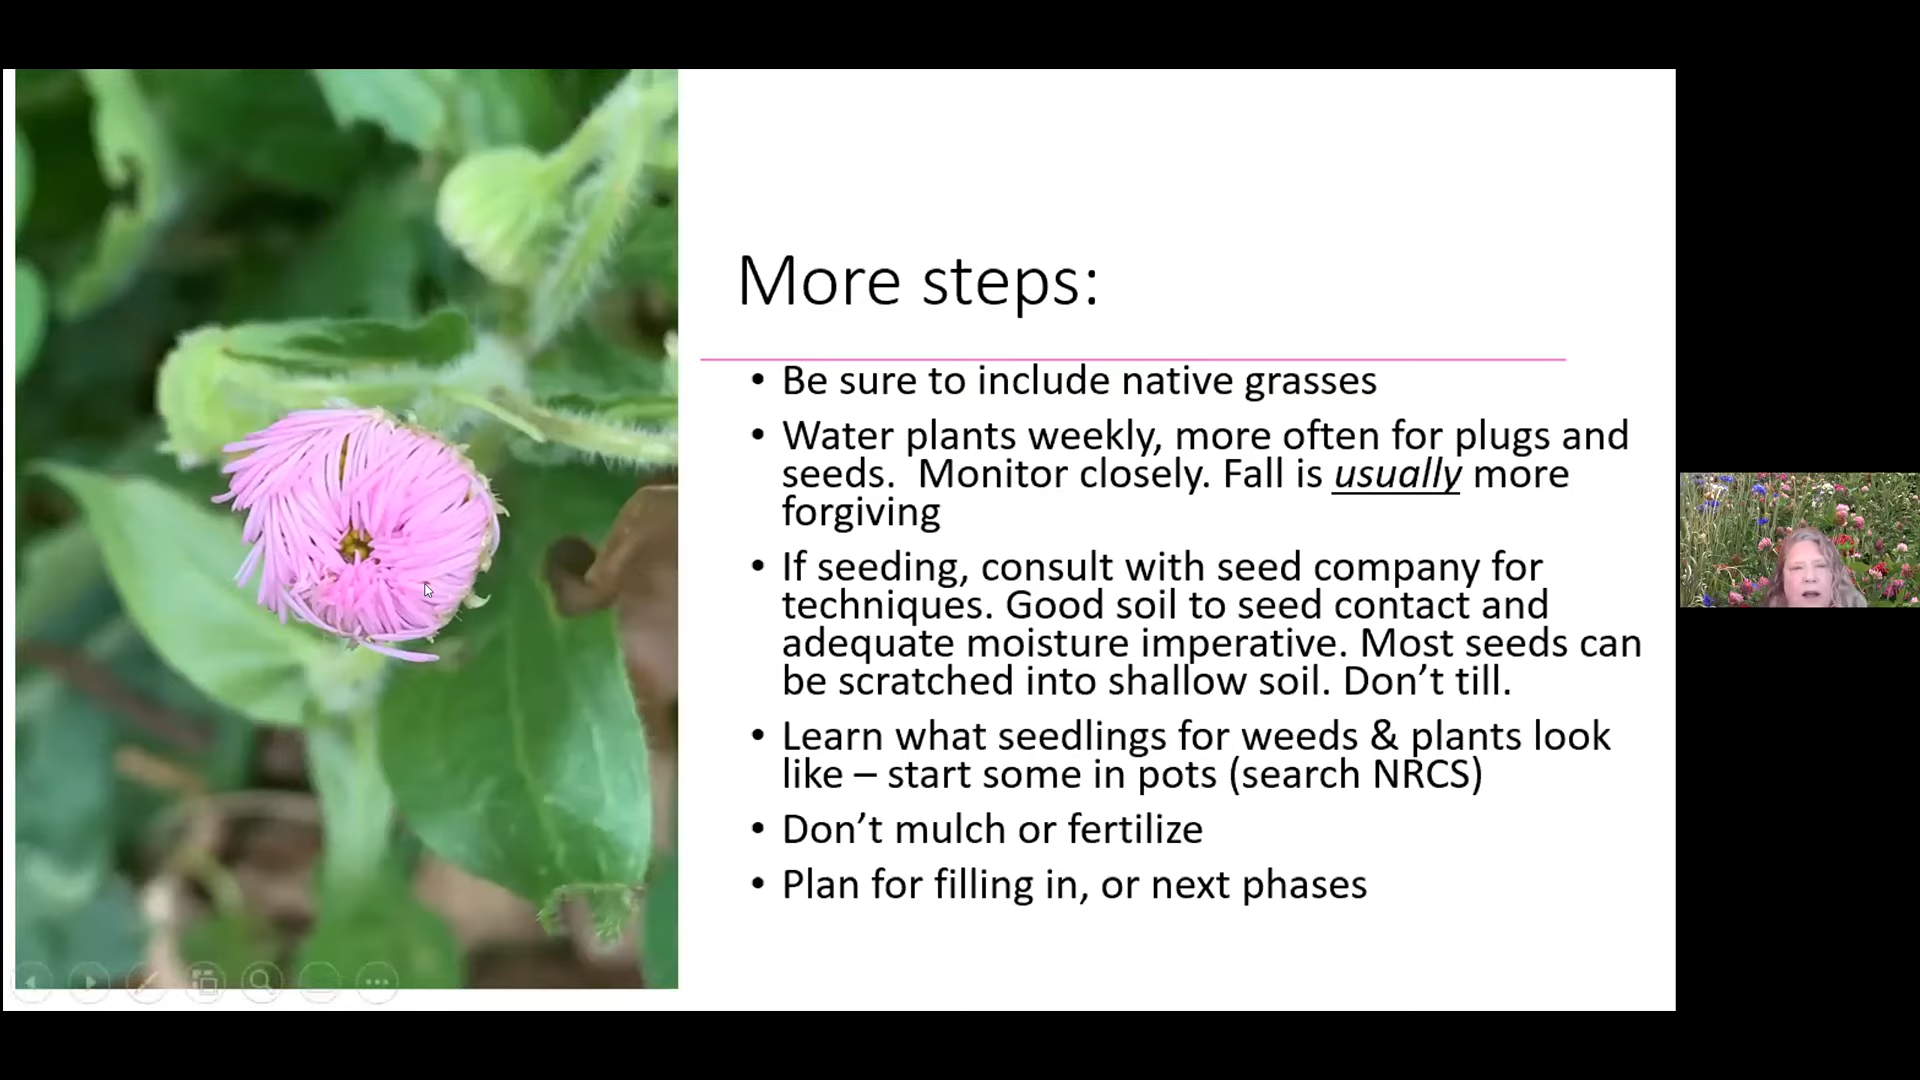 More steps:
• Be sure to include native grasses
• Water plants weekly, more often for plugs and
seeds.  Monitor closely. Fall is usually more
forgiving
• If seeding, consult with seed company for
techniques. Good soil to seed contact and
adequate moisture imperative. Most seeds can
be scratched into shallow soil. Don’t till.
• Learn what seedlings for weeds & plants look
like – start some in pots (search NRCS)
• Don’t mulch or fertilize
• Plan for filling in, or next phases